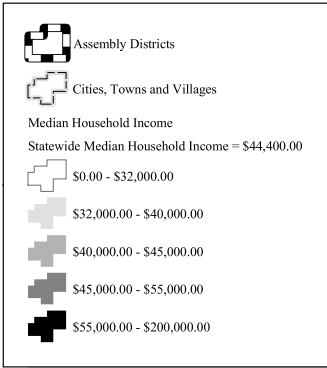 Assembly Districts
Cities, Towns and Villages
Median Household Income
Statewide Median Household Income = $44,400.00
$0.00 - $32,000.00
$32,000.00 - $40,000.00
$40,000.00 - $45,000.00
$45,000.00 - $55,000.00
$55,000.00 - $200,000.00